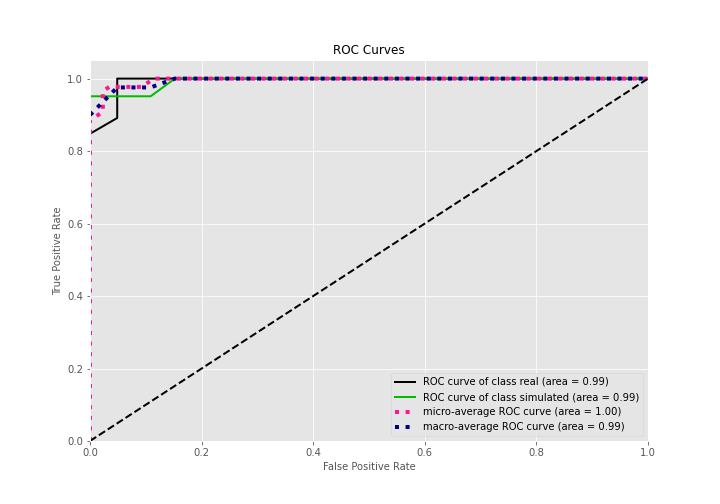 ROC Curves
1.0
0.8
0.6
0.4
0.2
0.0
True Positive Rate
0.0 0.2 0.4 0.6 0.8 1.0
False Positive Rate
ROC curve of class real (area = 0.99)
ROC curve of class simulated (area = 0.99)
micro-average ROC curve (area = 1.00)
macro-average ROC curve (area = 0.99)